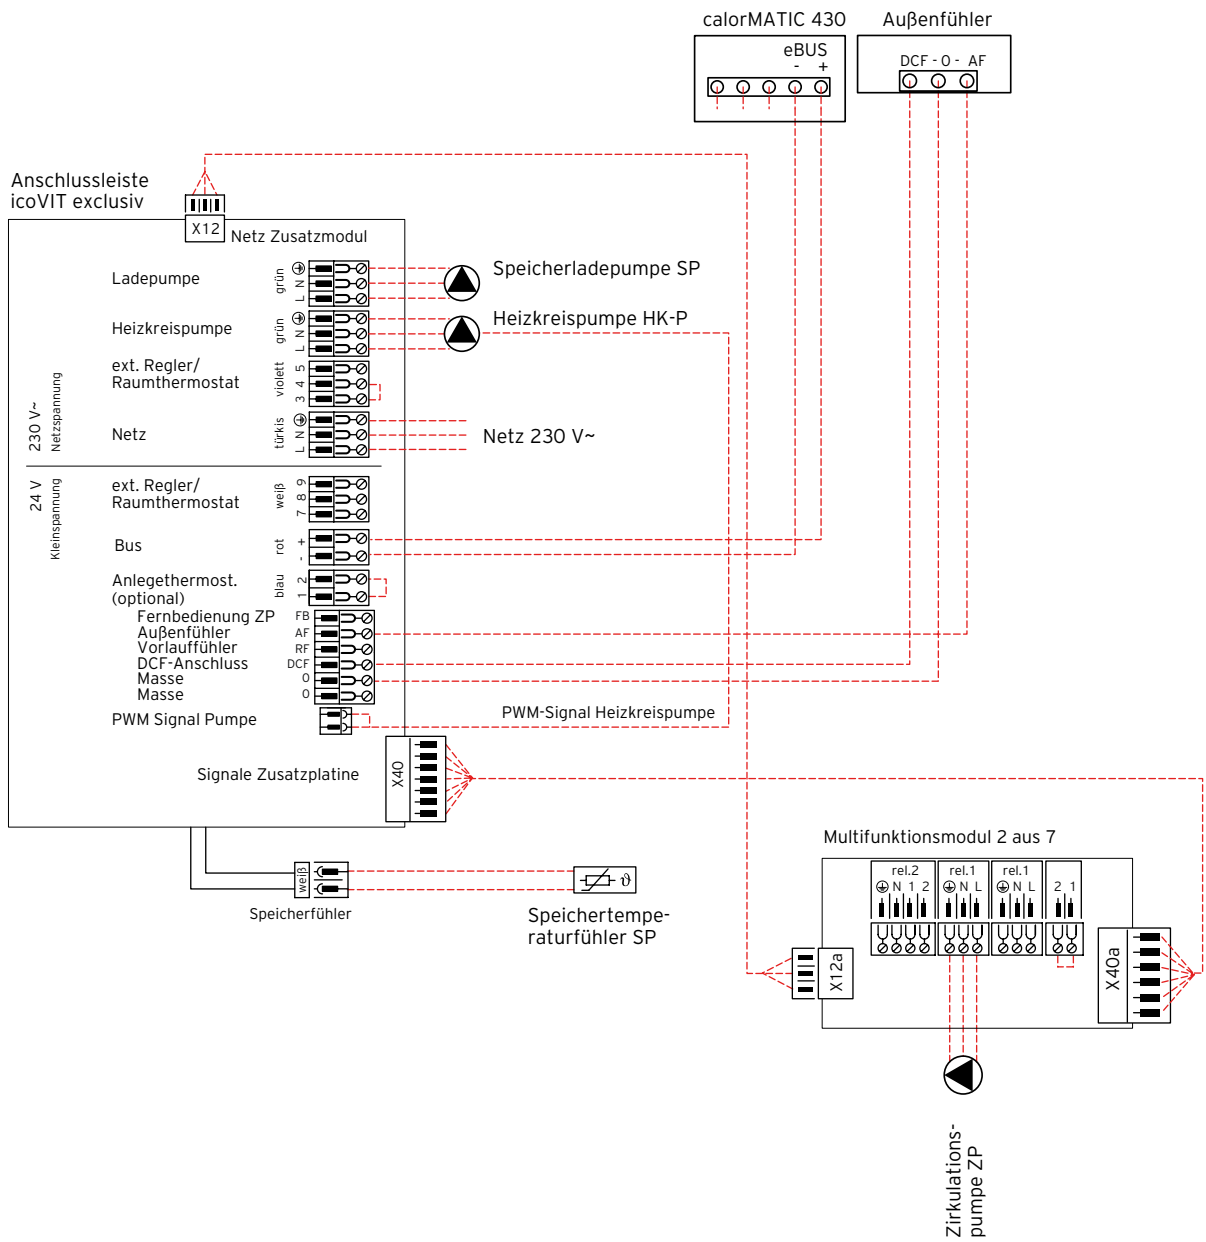 calorMATIC 430
Außenfühler
eBUS
- +
DCF - 0 - AF
Anschlussleiste
icoVIT exclusiv
X12
Netz Zusatzmodul
Ladepumpe
grün
N
L
Speicherladepumpe SP
Heizkreispumpe
grün
N
L
Heizkreispumpe HK-P
ext. Regler/
Raumthermostat
violett
5
4
3
230 V~
Netzspannung
Netz
türkis
N
L
Netz 230 V~
24 V
Kleinspannung
ext. Regler/
Raumthermostat
weiß
9
8
7
Bus
rot
+
-
Anlegethermost.
(optional)
blau
2
1
Fernbedienung ZP FB
Außenfühler AF
Vorlauffühler RF
DCF-Anschluss DCF
Masse 0
Masse 0
PWM Signal Pumpe
PWM-Signal Heizkreispumpe
Signale Zusatzplatine
X40
weiß
Speicherfühler
ϑ
Speichertempe-
raturfühler SP
Multifunktionsmodul 2 aus 7
rel.2
N 1 2
rel.1
N L
rel.1
N L
2 1
X12a
X40a
Zirkulations-
pumpe ZP